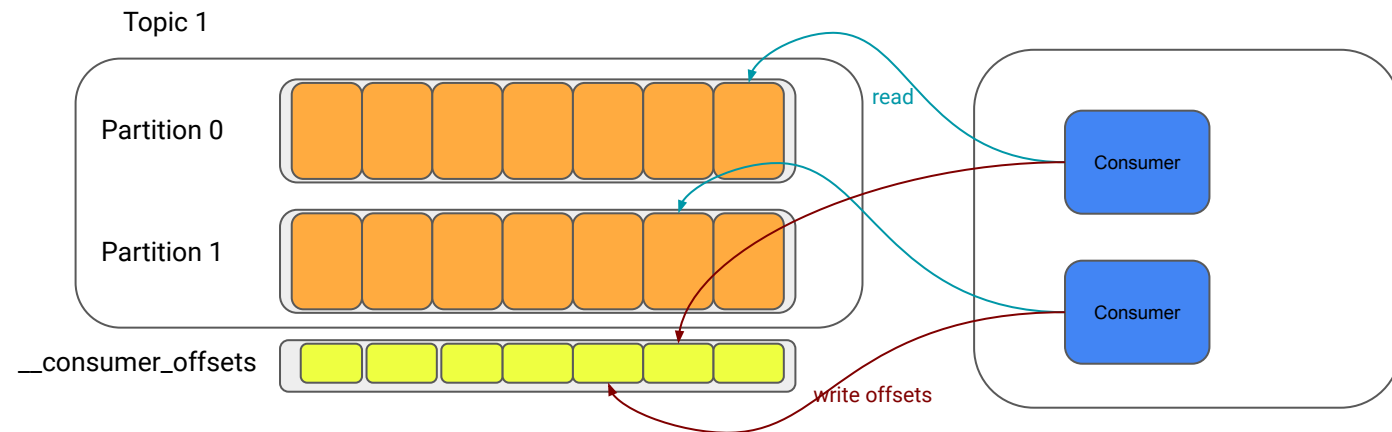 Topic 1
read
Partition 0
Consumer
Partition 1
Consumer
__consumer_offsets
write offsets